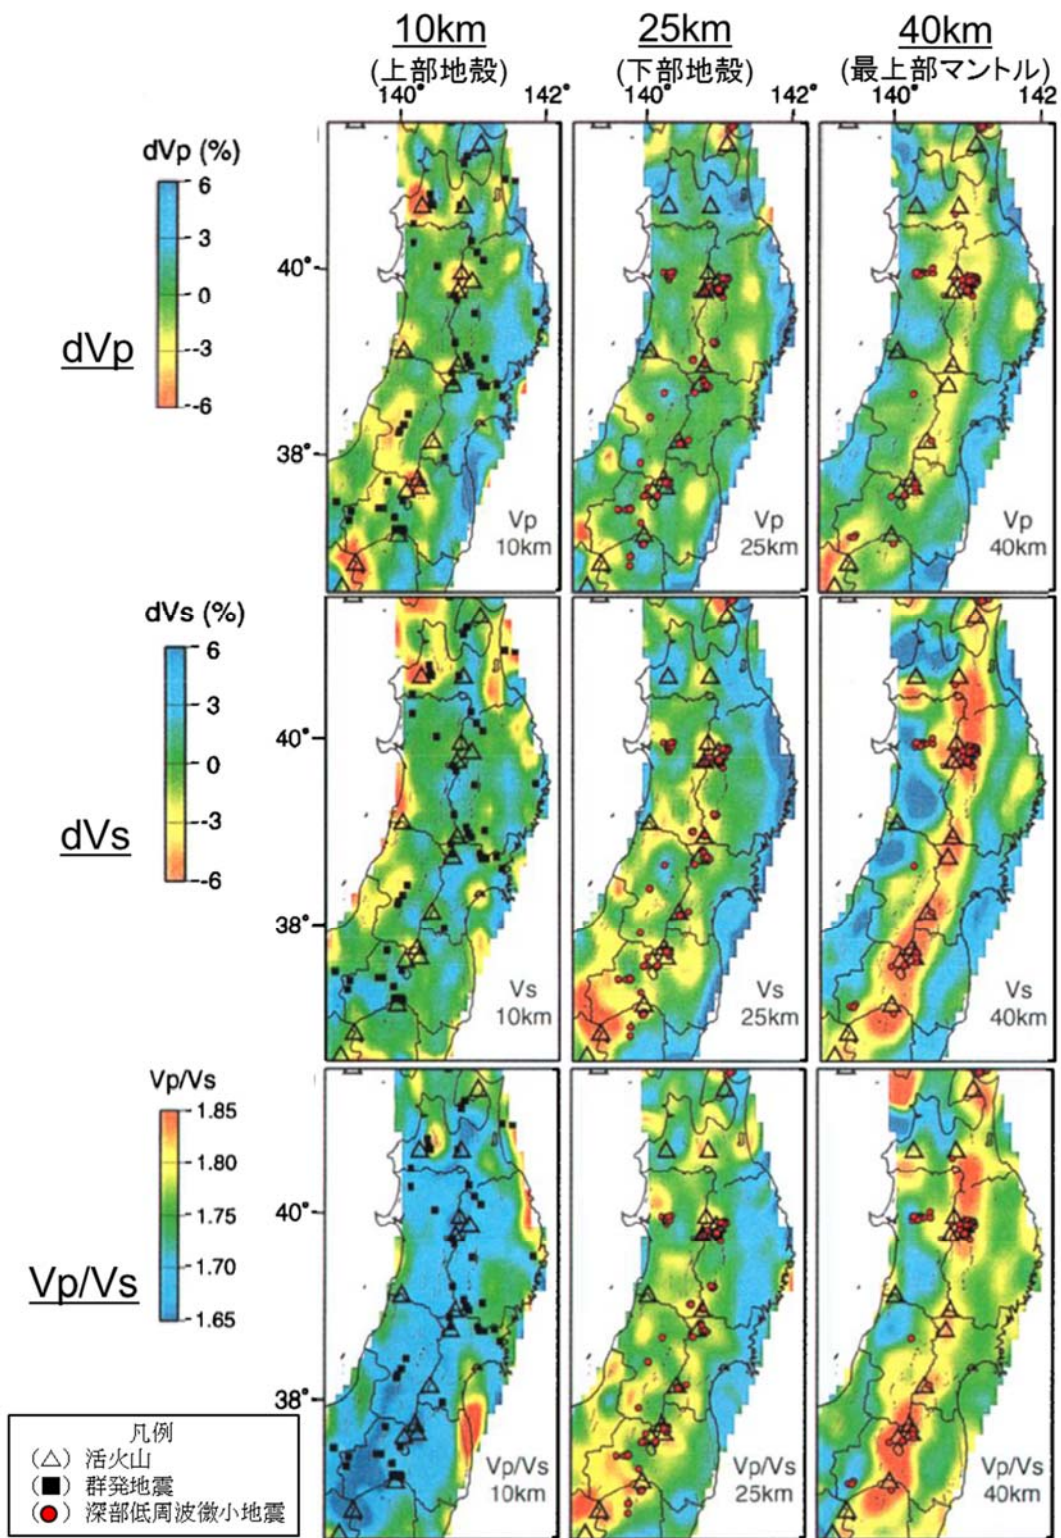 10km
25km
40km
(上部地殻)
(下部地殻)
(最上部マントル)
140°
142°
140°
142°
140°
142
dVp (%)
6
3
0
-3
-6
dVp
40°
38°
Vp
10km
Vp
25km
Vp
40km
dVs (%)
6
3
0
-3
-6
dVs
40°
38°
Vs
10km
Vs
25km
Vs
40km
Vp/Vs
1.85
1.80
1.75
1.70
1.65
Vp/Vs
40°
38°
Vp/Vs
10km
Vp/Vs
25km
Vp/Vs
40km
凡例
(△) 活火山
(■) 群発地震
(●) 深部低周波微小地震